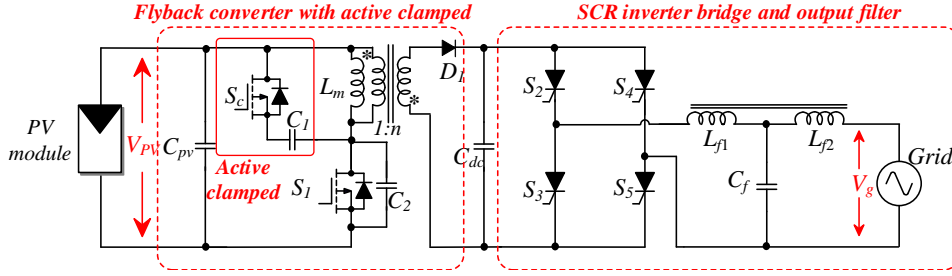 Flyback converter with active clamped
SCR inverter bridge and output filter
PV
module
V_PV
C_pv
S_c
C_1
Active
clamped
L_m
*
*
1:n
S_1
C_2
D_1
C_dc
S_2
S_4
S_3
S_5
L_f1
L_f2
C_f
V_g
Grid